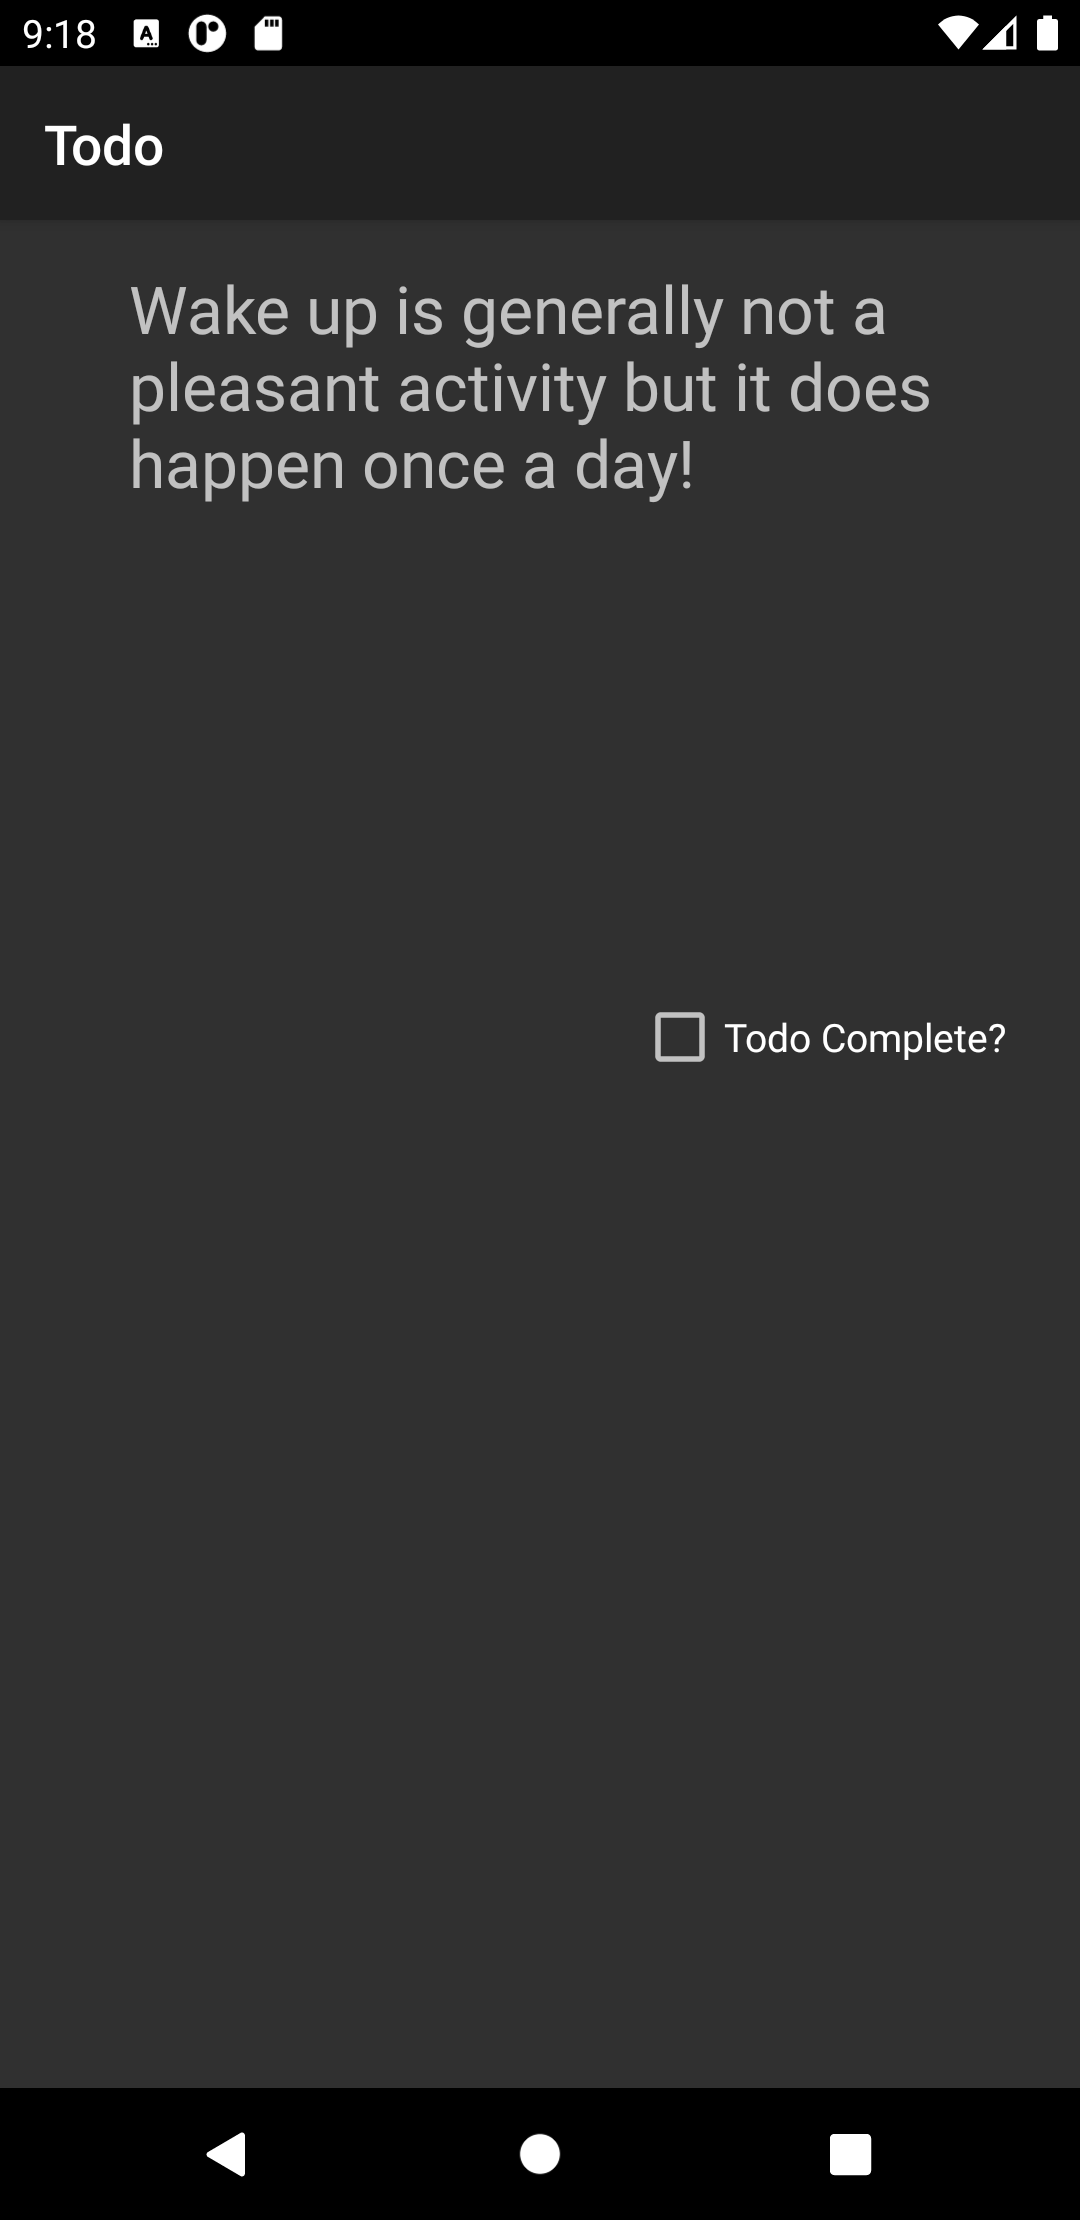 9:18
Todo
Wake up is generally not a
pleasant activity but it does
happen once a day!
Todo Complete?